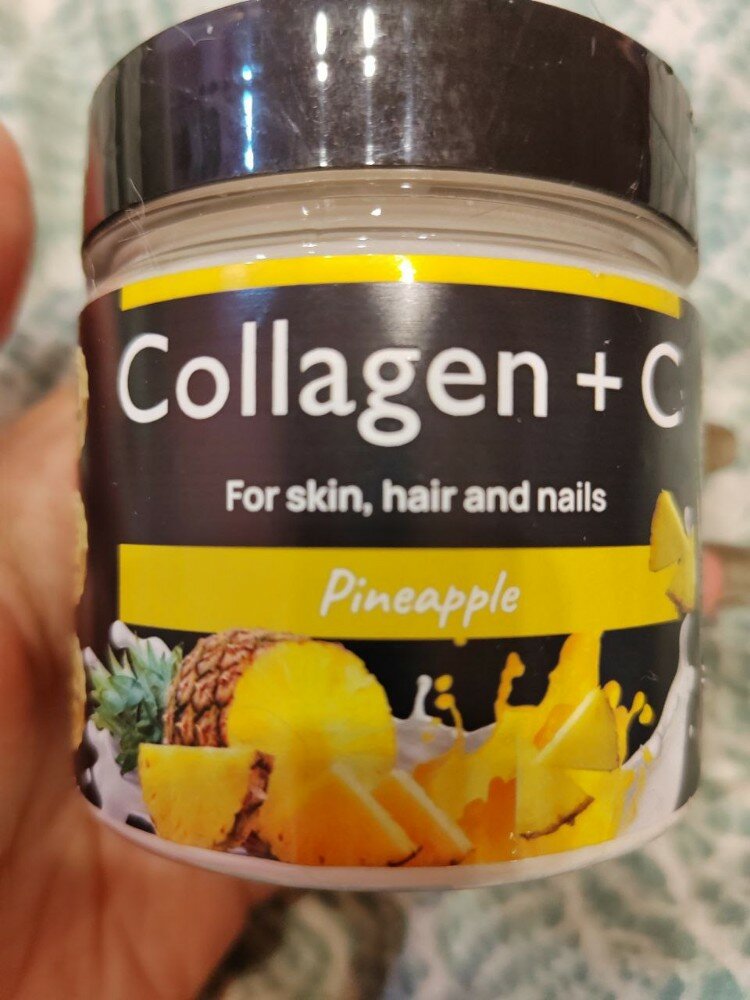 Collagen + C
For skin, hair and nails
Pineapple